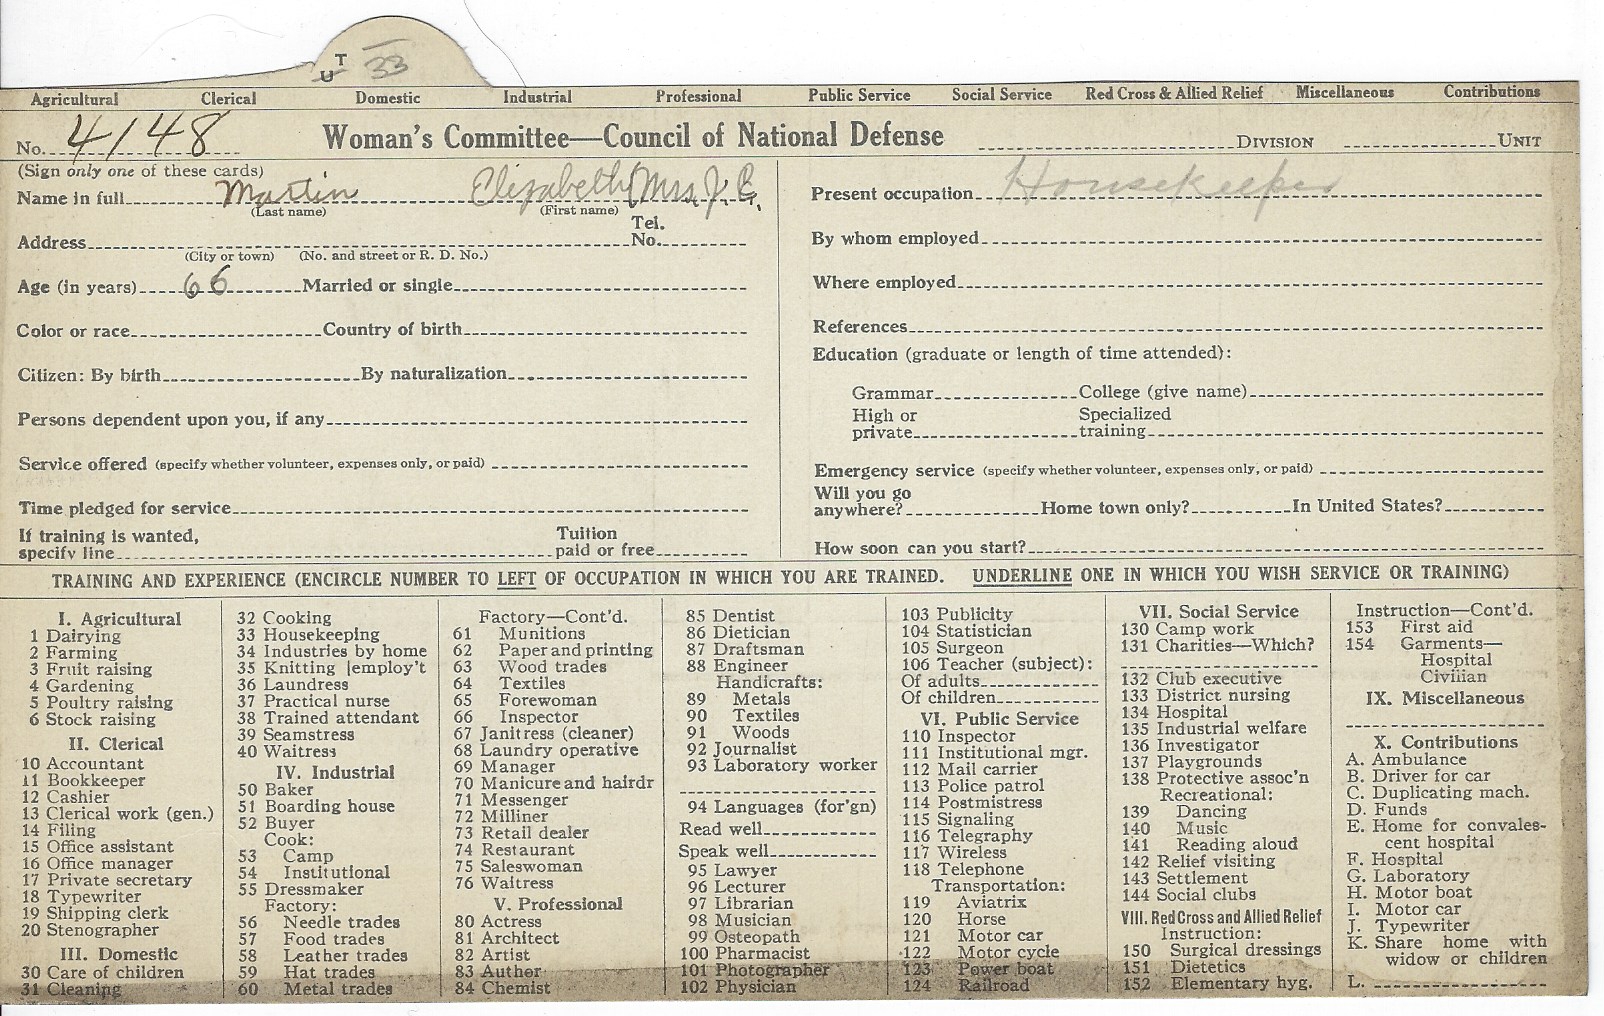 T
U 33
Agricultural Clerical Domestic Industrial Professional Public Service Social Service Red Cross & Allied Relief Miscellaneous Contributions
No. 4148 Woman's Committee—Council of National Defense DIVISION UNIT
(Sign only one of these cards)
Name in full Martin Elizabeth (Mrs. J. E.
(Last name) (First name)
Tel.
Address No.
(City or town) (No. and street or R. D. No.)
Age (in years) 66 Married or single
Color or race Country of birth
Citizen: By birth By naturalization
Persons dependent upon you, if any
Service offered (specify whether volunteer, expenses only, or paid)
Time pledged for service
If training is wanted, Tuition
specify line paid or free
Present occupation Housekeeper
By whom employed
Where employed
References
Education (graduate or length of time attended):
Grammar College (give name)
High or Specialized
private training
Emergency service (specify whether volunteer, expenses only, or paid)
Will you go
anywhere? Home town only? In United States?
How soon can you start?
TRAINING AND EXPERIENCE (ENCIRCLE NUMBER TO LEFT OF OCCUPATION IN WHICH YOU ARE TRAINED. UNDERLINE ONE IN WHICH YOU WISH SERVICE OR TRAINING)
I. Agricultural
1 Dairying
2 Farming
3 Fruit raising
4 Gardening
5 Poultry raising
6 Stock raising
II. Clerical
10 Accountant
11 Bookkeeper
12 Cashier
13 Clerical work (gen.)
14 Filing
15 Office assistant
16 Office manager
17 Private secretary
18 Typewriter
19 Shipping clerk
20 Stenographer
III. Domestic
30 Care of children
31 Cleaning
32 Cooking
33 Housekeeping
34 Industries by home
35 Knitting [employ't
36 Laundress
37 Practical nurse
38 Trained attendant
39 Seamstress
40 Waitress
IV. Industrial
50 Baker
51 Boarding house
52 Buyer
Cook:
53 Camp
54 Institutional
55 Dressmaker
Factory:
56 Needle trades
57 Food trades
58 Leather trades
59 Hat trades
60 Metal trades
Factory—Cont'd.
61 Munitions
62 Paper and printing
63 Wood trades
64 Textiles
65 Forewoman
66 Inspector
67 Janitress (cleaner)
68 Laundry operative
69 Manager
70 Manicure and hairdr
71 Messenger
72 Milliner
73 Retail dealer
74 Restaurant
75 Saleswoman
76 Waitress
V. Professional
80 Actress
81 Architect
82 Artist
83 Author
84 Chemist
85 Dentist
86 Dietician
87 Draftsman
88 Engineer
Handicrafts:
89 Metals
90 Textiles
91 Woods
92 Journalist
93 Laboratory worker
94 Languages (for'gn)
Read well
Speak well
95 Lawyer
96 Lecturer
97 Librarian
98 Musician
99 Osteopath
100 Pharmacist
101 Photographer
102 Physician
103 Publicity
104 Statistician
105 Surgeon
106 Teacher (subject):
Of adults
Of children
VI. Public Service
110 Inspector
111 Institutional mgr.
112 Mail carrier
113 Police patrol
114 Postmistress
115 Signaling
116 Telegraphy
117 Wireless
118 Telephone
Transportation:
119 Aviatrix
120 Horse
121 Motor car
122 Motor cycle
123 Power boat
124 Railroad
VII. Social Service
130 Camp work
131 Charities—Which?
132 Club executive
133 District nursing
134 Hospital
135 Industrial welfare
136 Investigator
137 Playgrounds
138 Protective assoc'n
Recreational:
139 Dancing
140 Music
141 Reading aloud
142 Relief visiting
143 Settlement
144 Social clubs
VIII. Red Cross and Allied Relief
Instruction:
150 Surgical dressings
151 Dietetics
152 Elementary hyg.
Instruction—Cont'd.
153 First aid
154 Garments—
Hospital
Civilian
IX. Miscellaneous
X. Contributions
A. Ambulance
B. Driver for car
C. Duplicating mach.
D. Funds
E. Home for convales-
cent hospital
F. Hospital
G. Laboratory
H. Motor boat
I. Motor car
J. Typewriter
K. Share home with
widow or children
L.